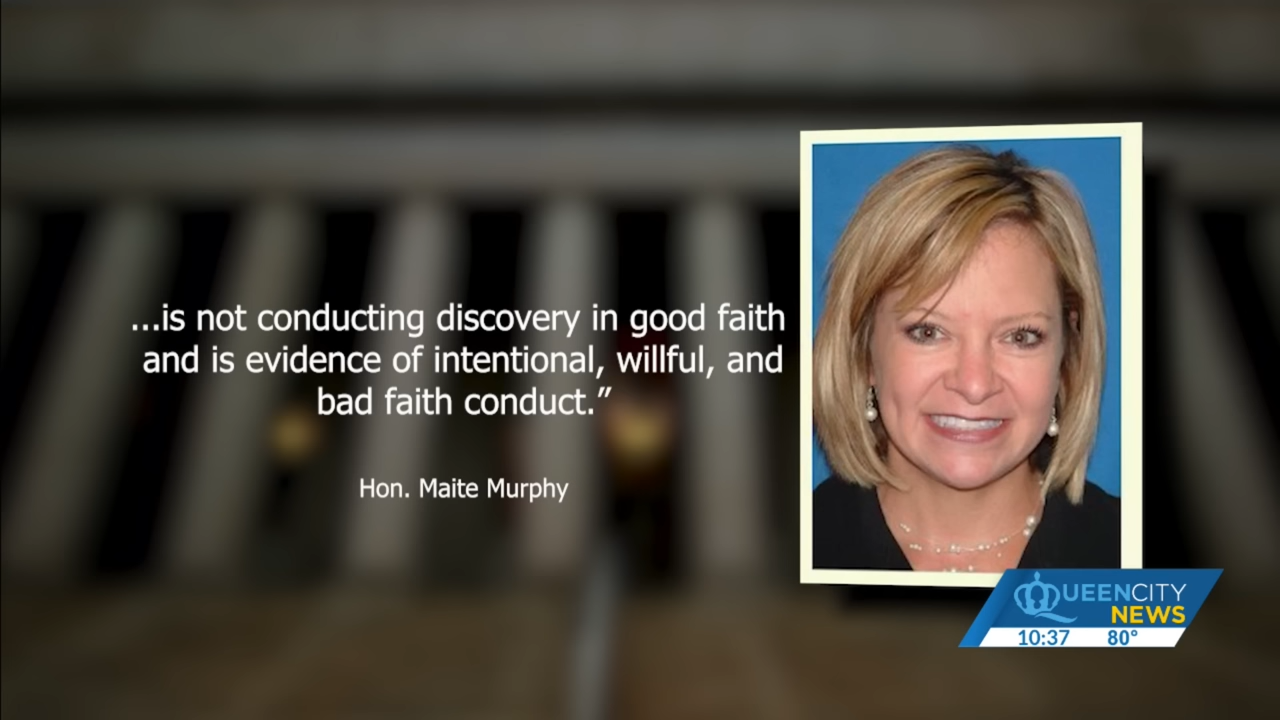 ...is not conducting discovery in good faith
and is evidence of intentional, willful, and
bad faith conduct.”
Hon. Maite Murphy
QUEENCITY
NEWS
10:37 80°